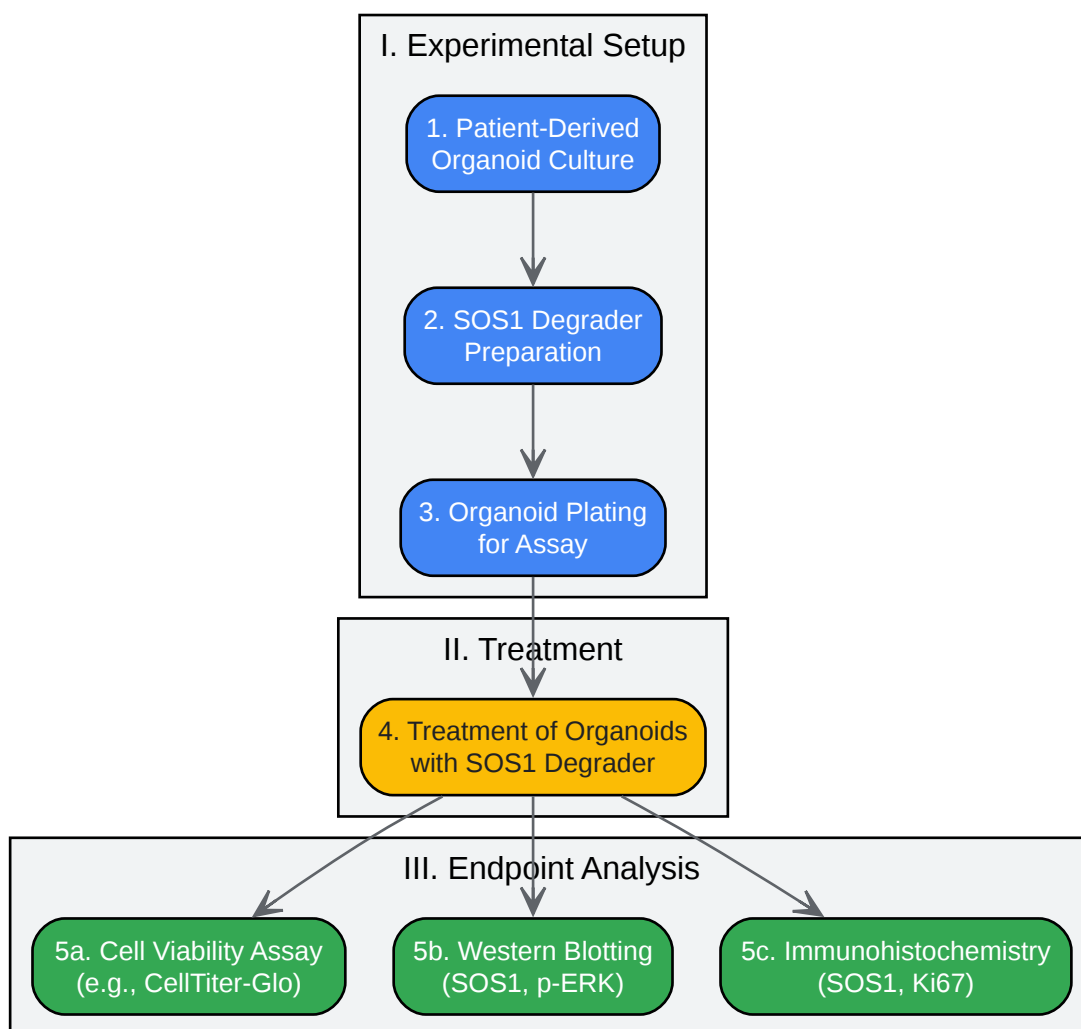 I. Experimental Setup
1. Patient-Derived
Organoid Culture
2. SOS1 Degrader
Preparation
3. Organoid Plating
for Assay
II. Treatment
4. Treatment of Organoids
with SOS1 Degrader
III. Endpoint Analysis
5a. Cell Viability Assay
(e.g., CellTiter-Glo)
5b. Western Blotting
(SOS1, p-ERK)
5c. Immunohistochemistry
(SOS1, Ki67)